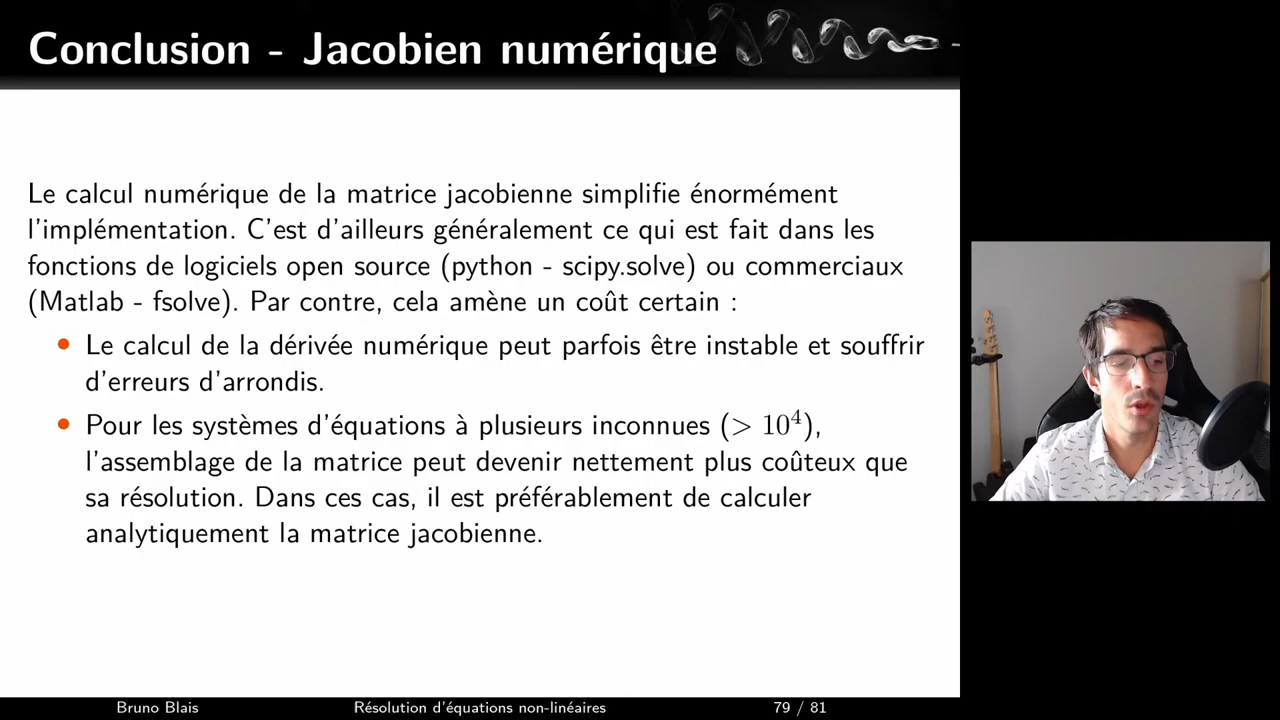 Conclusion - Jacobien numérique
Le calcul numérique de la matrice jacobienne simplifie énormément
l'implémentation. C'est d'ailleurs généralement ce qui est fait dans les
fonctions de logiciels open source (python - scipy.solve) ou commerciaux
(Matlab - fsolve). Par contre, cela amène un coût certain :
• Le calcul de la dérivée numérique peut parfois être instable et souffrir
d'erreurs d'arrondis.
• Pour les systèmes d'équations à plusieurs inconnues (> 10⁴),
l'assemblage de la matrice peut devenir nettement plus coûteux que
sa résolution. Dans ces cas, il est préférablement de calculer
analytiquement la matrice jacobienne.
Bruno Blais Résolution d'équations non-linéaires 79 / 81